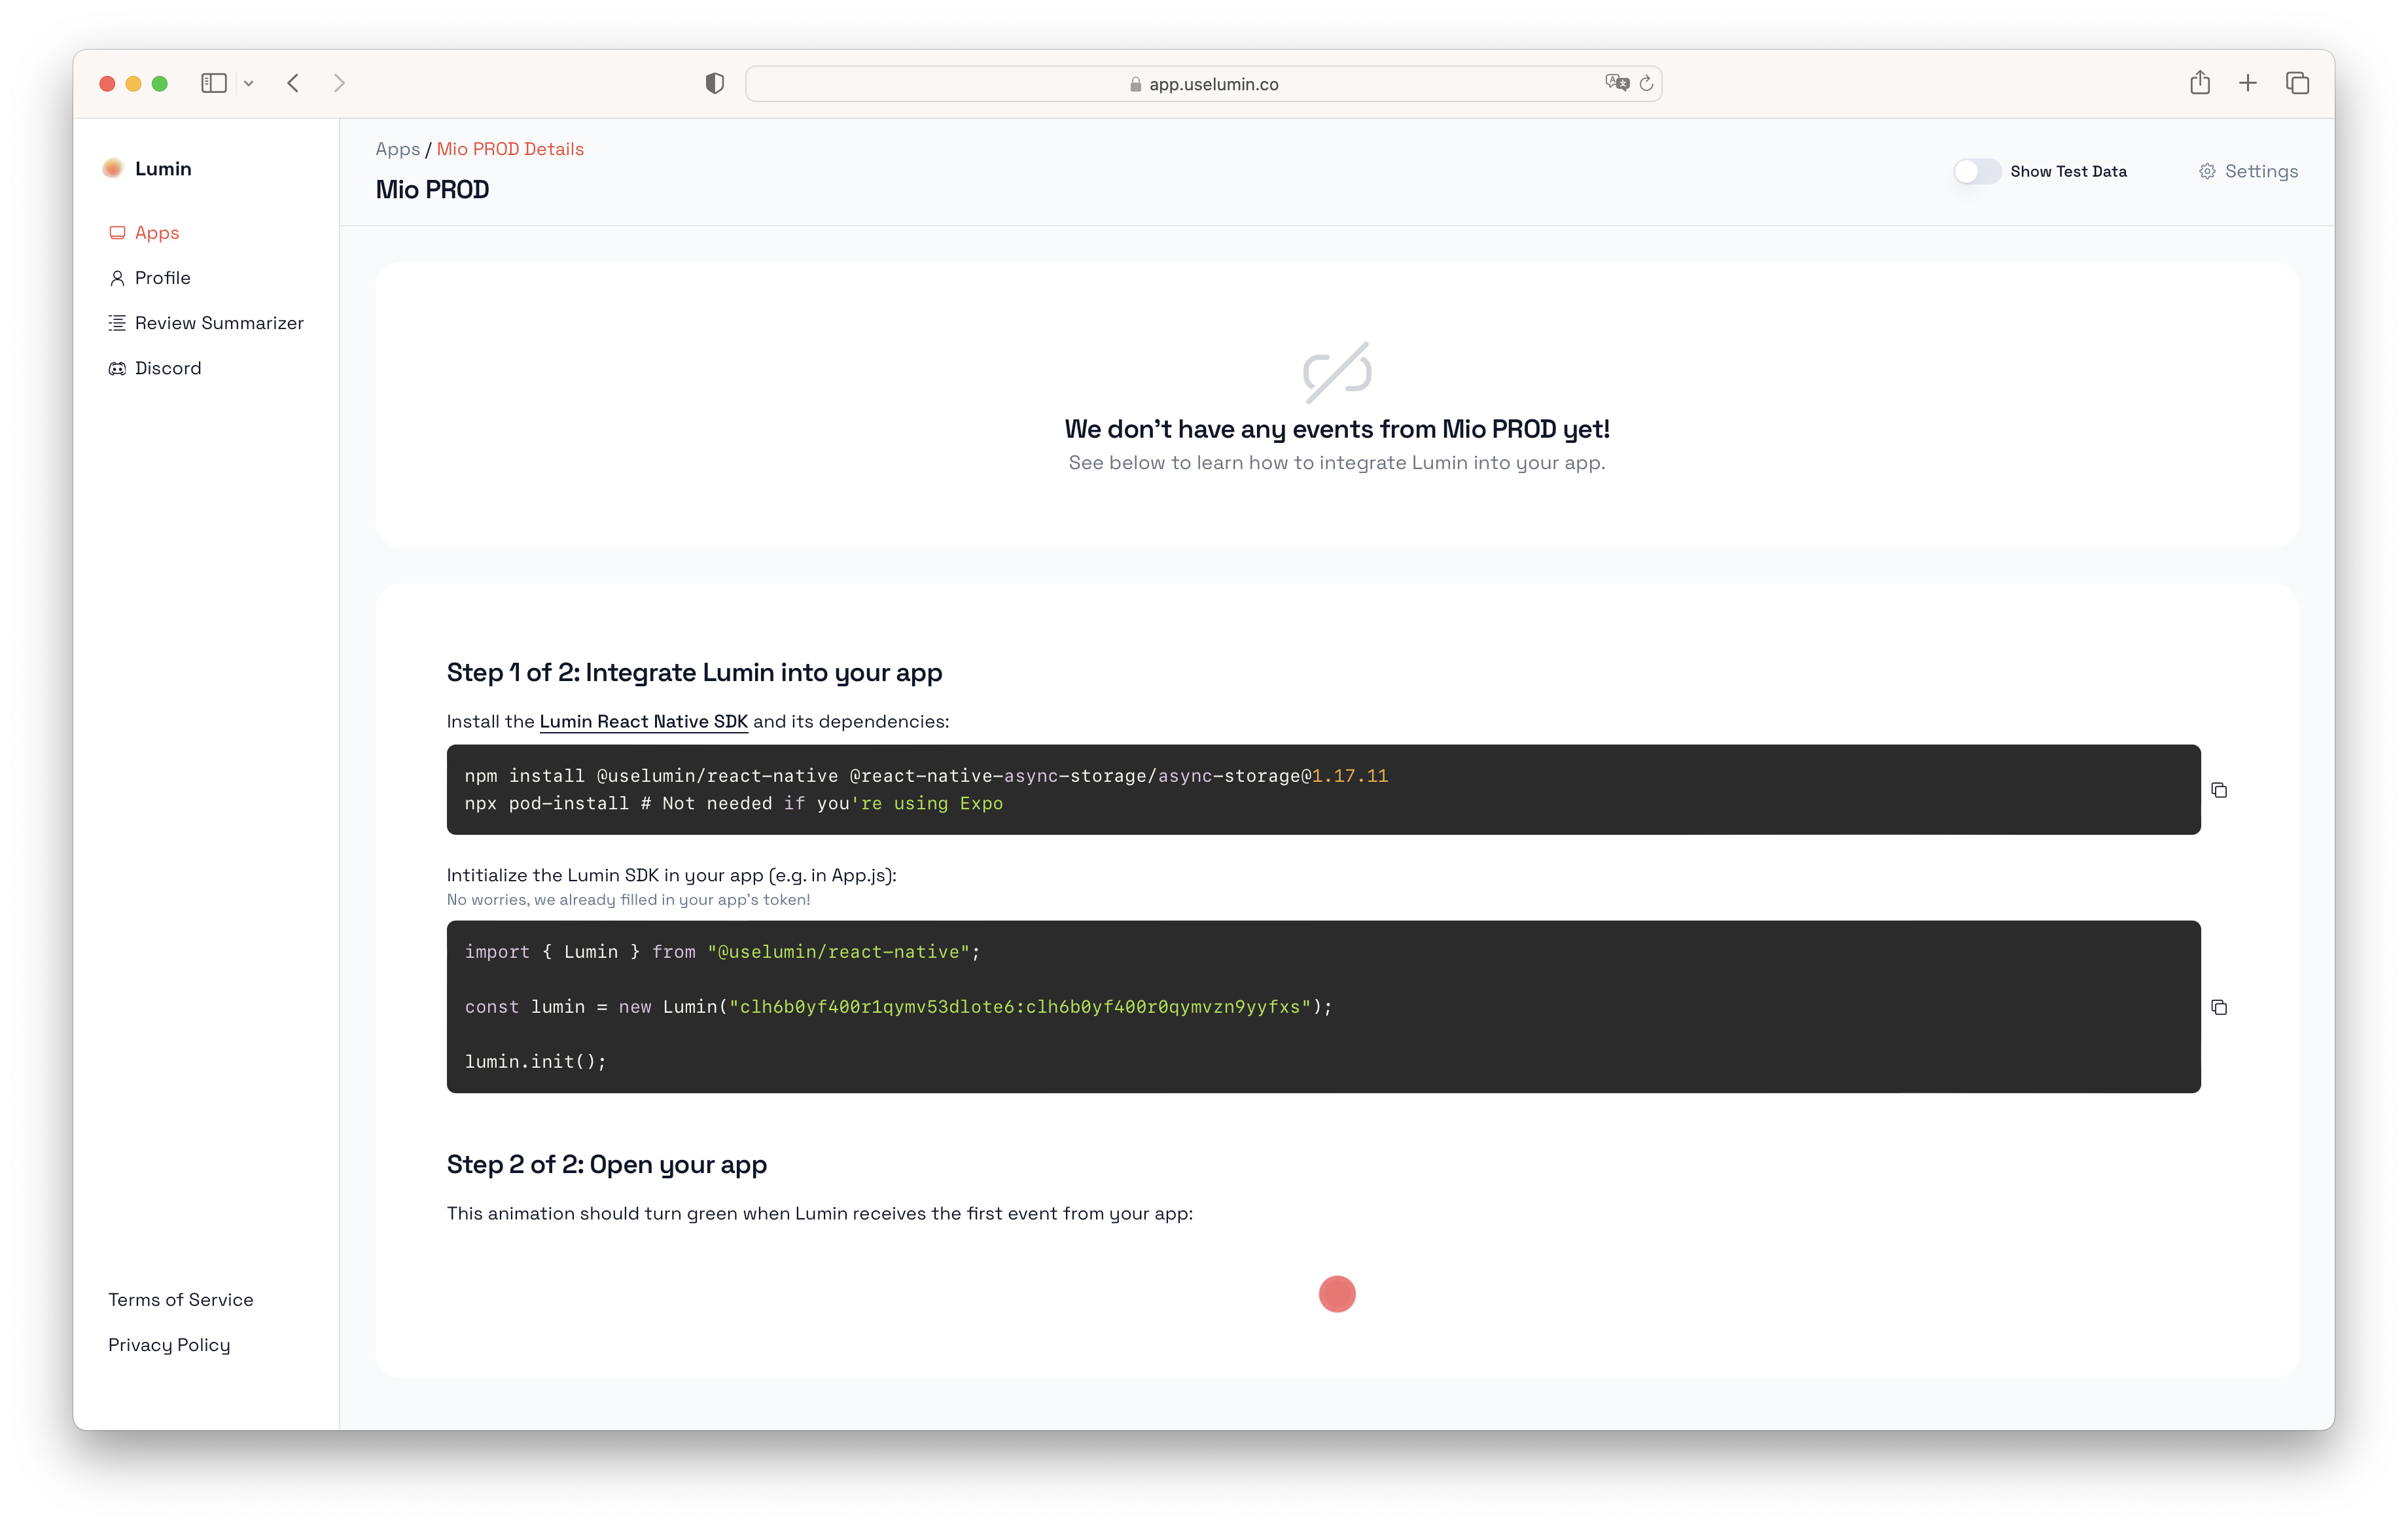 app.uselumin.co
Lumin
Apps
Profile
Review Summarizer
Discord
Terms of Service
Privacy Policy
Apps / Mio PROD Details
Mio PROD
Show Test Data
Settings
We don't have any events from Mio PROD yet!
See below to learn how to integrate Lumin into your app.
Step 1 of 2: Integrate Lumin into your app
Install the Lumin React Native SDK and its dependencies:
npm install @uselumin/react-native @react-native-async-storage/async-storage@1.17.11
npx pod-install # Not needed if you're using Expo
Intitialize the Lumin SDK in your app (e.g. in App.js):
No worries, we already filled in your app's token!
import { Lumin } from "@uselumin/react-native";
const lumin = new Lumin("clh6b0yf400r1qymv53dlote6:clh6b0yf400r0qymvzn9yyfxs");
lumin.init();
Step 2 of 2: Open your app
This animation should turn green when Lumin receives the first event from your app: